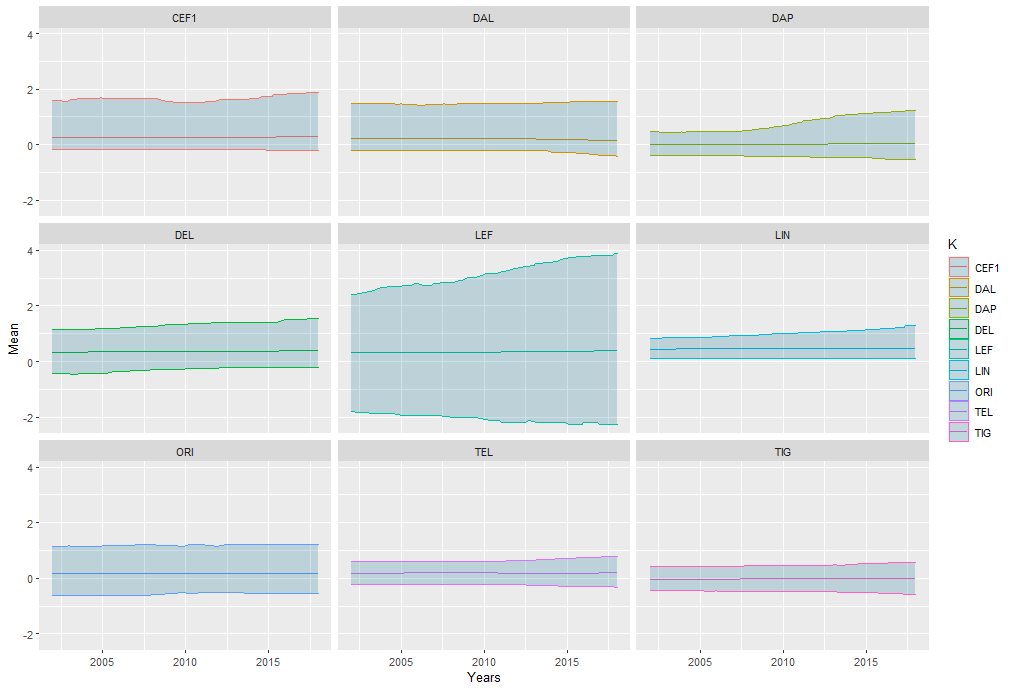 CEF1 DAL DAP
4
2
0
-2
DEL LEF LIN
4
2
0
-2
ORI TEL TIG
4
2
0
-2
2005 2010 2015 2005 2010 2015 2005 2010 2015
Years
Mean
K
CEF1
DAL
DAP
DEL
LEF
LIN
ORI
TEL
TIG